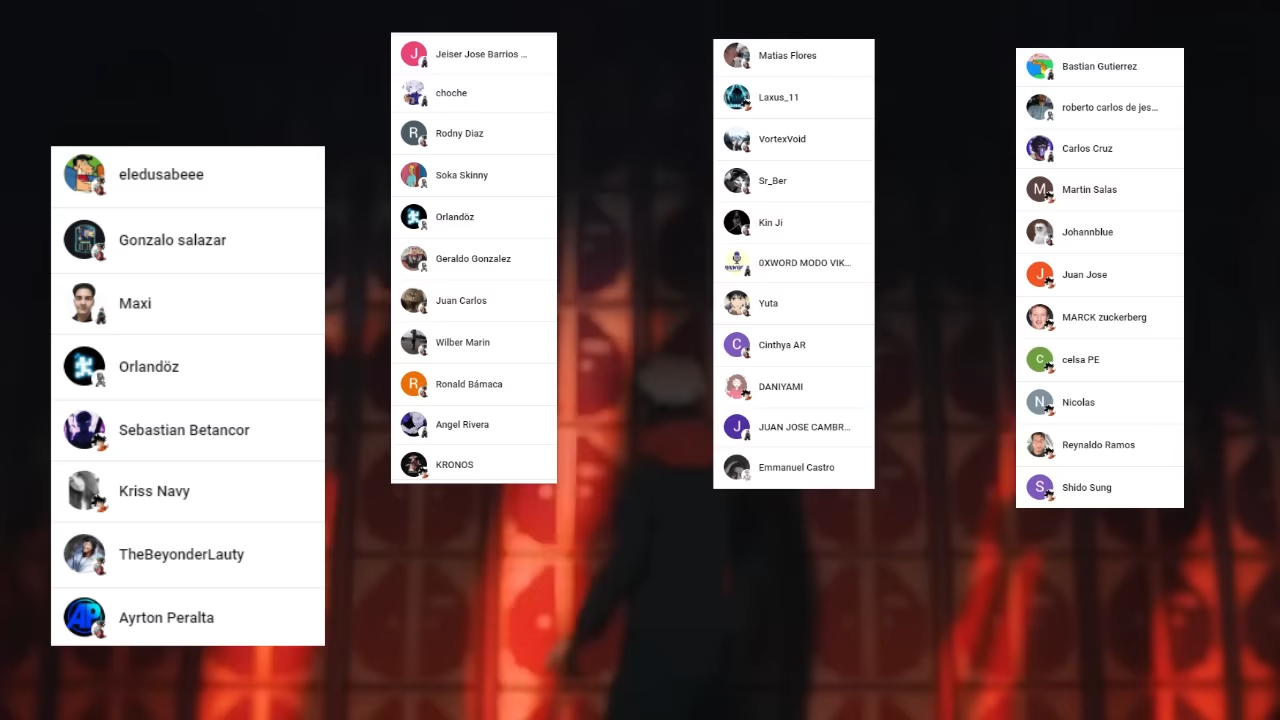 eledusabeee
Gonzalo salazar
Maxi
Orlandöz
Sebastian Betancor
Kriss Navy
TheBeyonderLauty
AP
Ayrton Peralta
J
Jeiser Jose Barrios ...
choche
R
Rodny Diaz
Soka Skinny
Orlandöz
Geraldo Gonzalez
Juan Carlos
Wilber Marin
R
Ronald Bámaca
Angel Rivera
KRONOS
Matias Flores
Laxus_11
VortexVoid
Sr_Ber
Kin Ji
0XWORD MODO VIK...
Yuta
C
Cinthya AR
DANIYAMI
J
JUAN JOSE CAMBR...
Emmanuel Castro
Bastian Gutierrez
roberto carlos de jes...
Carlos Cruz
M
Martin Salas
Johannblue
J
Juan Jose
MARCK zuckerberg
C
celsa PE
N
Nicolas
Reynaldo Ramos
S
Shido Sung